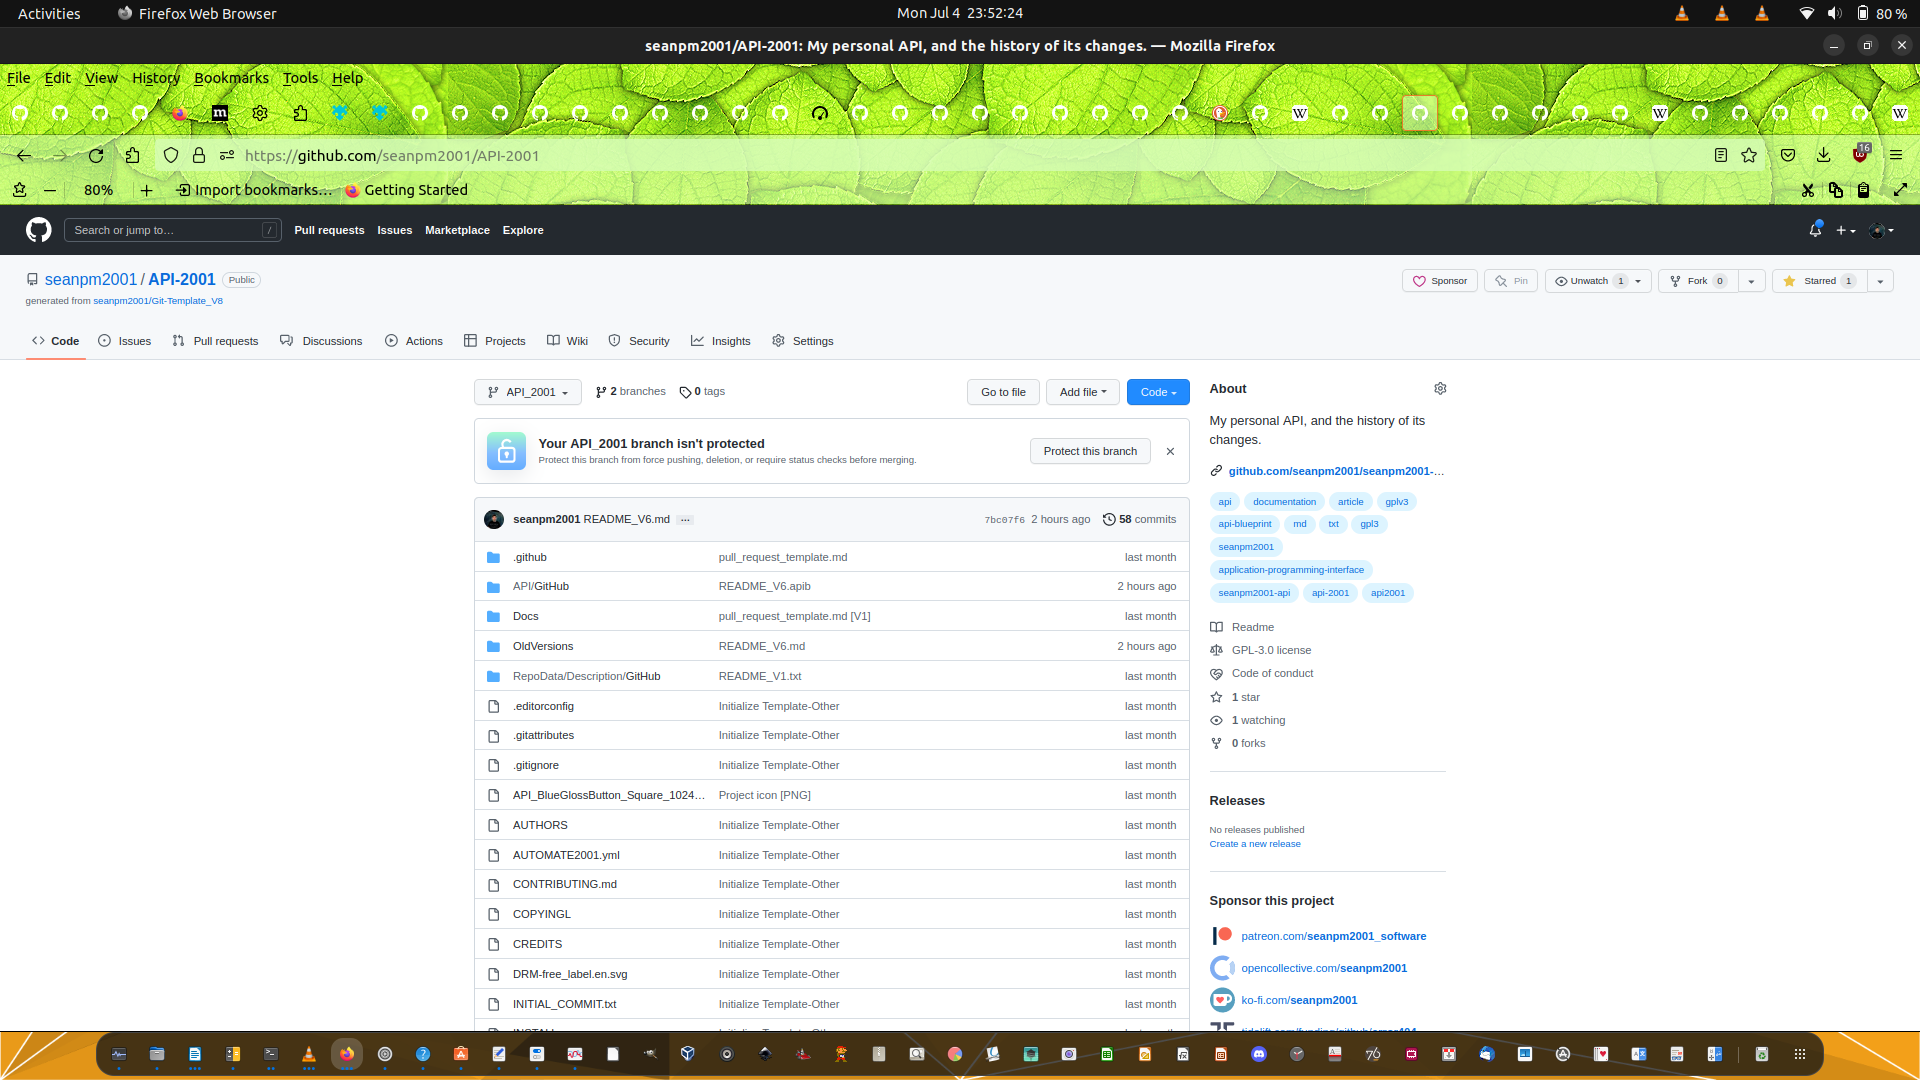 Activities Firefox Web Browser Mon Jul 4 23:52:24 80 %
seanpm2001/API-2001: My personal API, and the history of its changes. — Mozilla Firefox
File Edit View History Bookmarks Tools Help
https://github.com/seanpm2001/API-2001 16
80% Import bookmarks… Getting Started
Search or jump to… / Pull requests Issues Marketplace Explore
seanpm2001 / API-2001 Public Sponsor Pin Unwatch 1 Fork 0 Starred 1
generated from seanpm2001/Git-Template_V8
Code Issues Pull requests Discussions Actions Projects Wiki Security Insights Settings
API_2001 2 branches 0 tags Go to file Add file Code
Your API_2001 branch isn't protected
Protect this branch from force pushing, deletion, or require status checks before merging.
Protect this branch
seanpm2001 README_V6.md … 7bc07f6 2 hours ago 58 commits
.github pull_request_template.md last month
API/GitHub README_V6.apib 2 hours ago
Docs pull_request_template.md [V1] last month
OldVersions README_V6.md 2 hours ago
RepoData/Description/GitHub README_V1.txt last month
.editorconfig Initialize Template-Other last month
.gitattributes Initialize Template-Other last month
.gitignore Initialize Template-Other last month
API_BlueGlossButton_Square_1024… Project icon [PNG] last month
AUTHORS Initialize Template-Other last month
AUTOMATE2001.yml Initialize Template-Other last month
CONTRIBUTING.md Initialize Template-Other last month
COPYINGL Initialize Template-Other last month
CREDITS Initialize Template-Other last month
DRM-free_label.en.svg Initialize Template-Other last month
INITIAL_COMMIT.txt Initialize Template-Other last month
About
My personal API, and the history of its
changes.
github.com/seanpm2001/seanpm2001-…
api documentation article gplv3
api-blueprint md txt gpl3
seanpm2001
application-programming-interface
seanpm2001-api api-2001 api2001
Readme
GPL-3.0 license
Code of conduct
1 star
1 watching
0 forks
Releases
No releases published
Create a new release
Sponsor this project
patreon.com/seanpm2001_software
opencollective.com/seanpm2001
ko-fi.com/seanpm2001